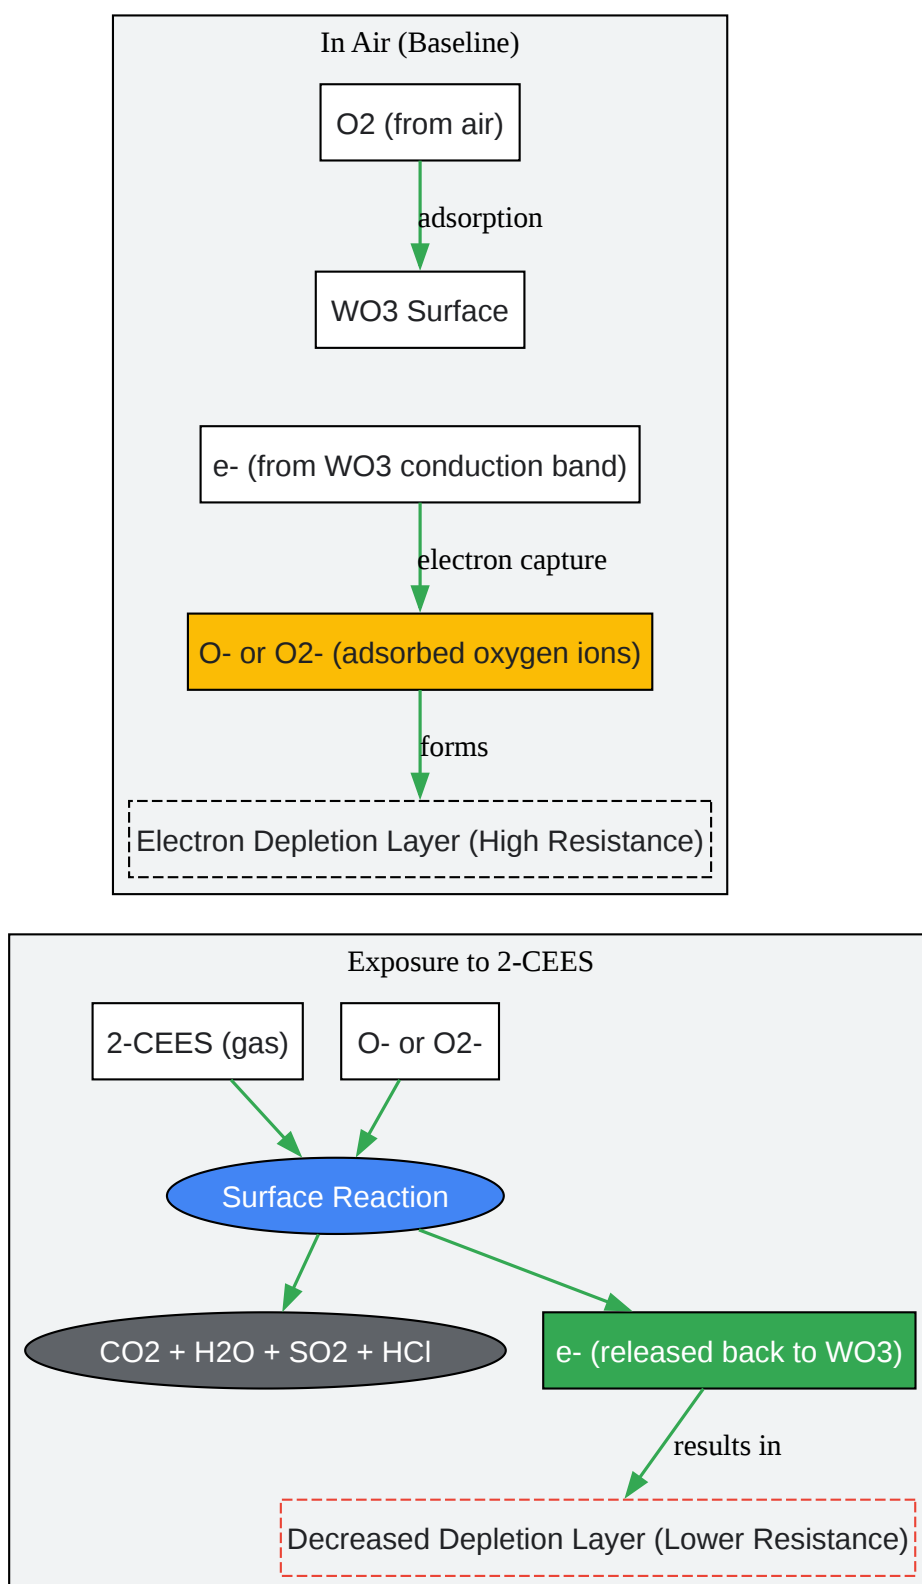 In Air (Baseline)
O2 (from air)
adsorption
WO3 Surface
e- (from WO3 conduction band)
electron capture
O- or O2- (adsorbed oxygen ions)
forms
Electron Depletion Layer (High Resistance)
Exposure to 2-CEES
2-CEES (gas)
O- or O2-
Surface Reaction
CO2 + H2O + SO2 + HCl
e- (released back to WO3)
results in
Decreased Depletion Layer (Lower Resistance)